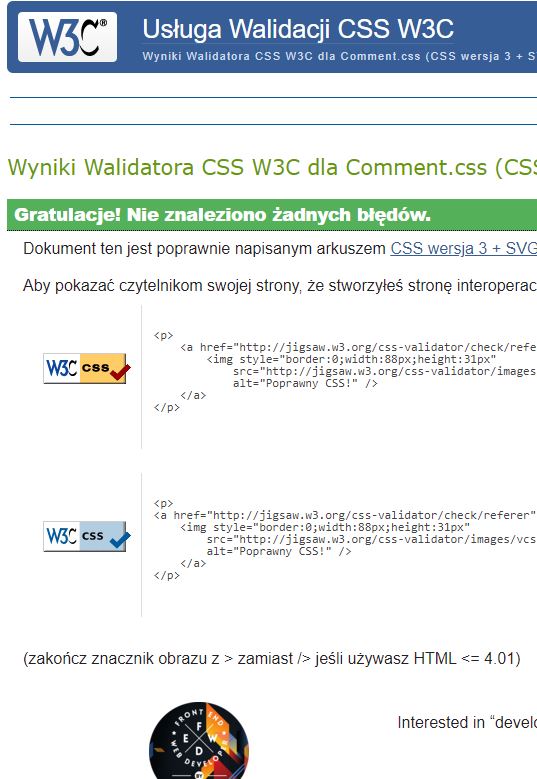 W3C®
Usługa Walidacji CSS W3C
Wyniki Walidatora CSS W3C dla Comment.css (CSS wersja 3 + S
Wyniki Walidatora CSS W3C dla Comment.css (CSS
Gratulacje! Nie znaleziono żadnych błędów.
Dokument ten jest poprawnie napisanym arkuszem CSS wersja 3 + SVG
Aby pokazać czytelnikom swojej strony, że stworzyłeś stronę interoperac
<p>
<a href="http://jigsaw.w3.org/css-validator/check/refe
<img style="border:0;width:88px;height:31px"
src="http://jigsaw.w3.org/css-validator/images
alt="Poprawny CSS!" />
</a>
</p>
W3C css
<p>
<a href="http://jigsaw.w3.org/css-validator/check/referer"
<img style="border:0;width:88px;height:31px"
src="http://jigsaw.w3.org/css-validator/images/vcs
alt="Poprawny CSS!" />
</a>
</p>
W3C css
(zakończ znacznik obrazu z > zamiast /> jeśli używasz HTML <= 4.01)
FRONT END
F E W D
WEB DEVELOPER
Interested in “develo